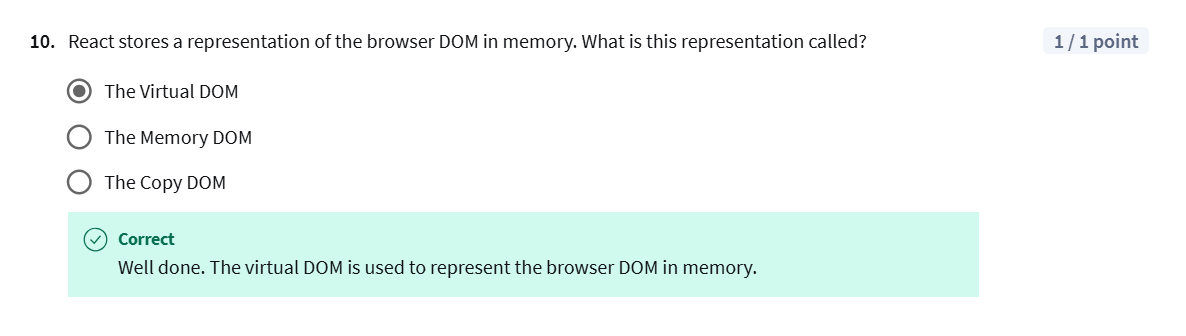 10. React stores a representation of the browser DOM in memory. What is this representation called?
1 / 1 point
The Virtual DOM
The Memory DOM
The Copy DOM
Correct
Well done. The virtual DOM is used to represent the browser DOM in memory.